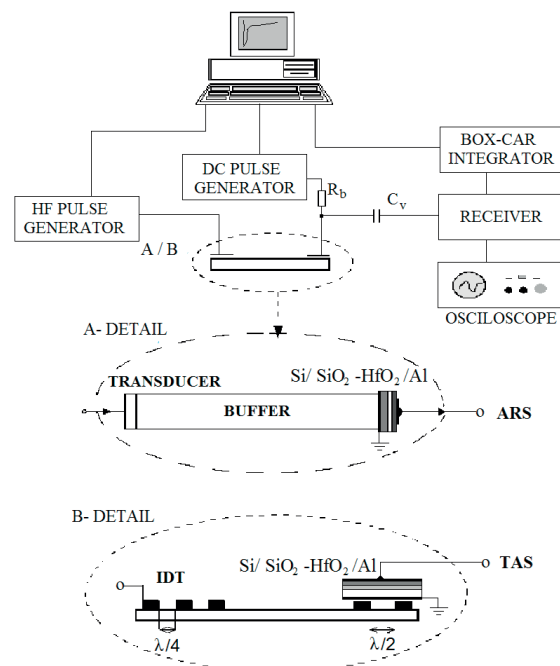 BOX-CAR
INTEGRATOR
DC PULSE
GENERATOR
R_b
C_v
HF PULSE
GENERATOR
RECEIVER
A / B
OSCILOSCOPE
A- DETAIL
Si/ SiO₂ -HfO₂ /Al
TRANSDUCER
BUFFER
ARS
B- DETAIL
Si/ SiO₂ -HfO₂ /Al
TAS
IDT
λ/4
λ/2